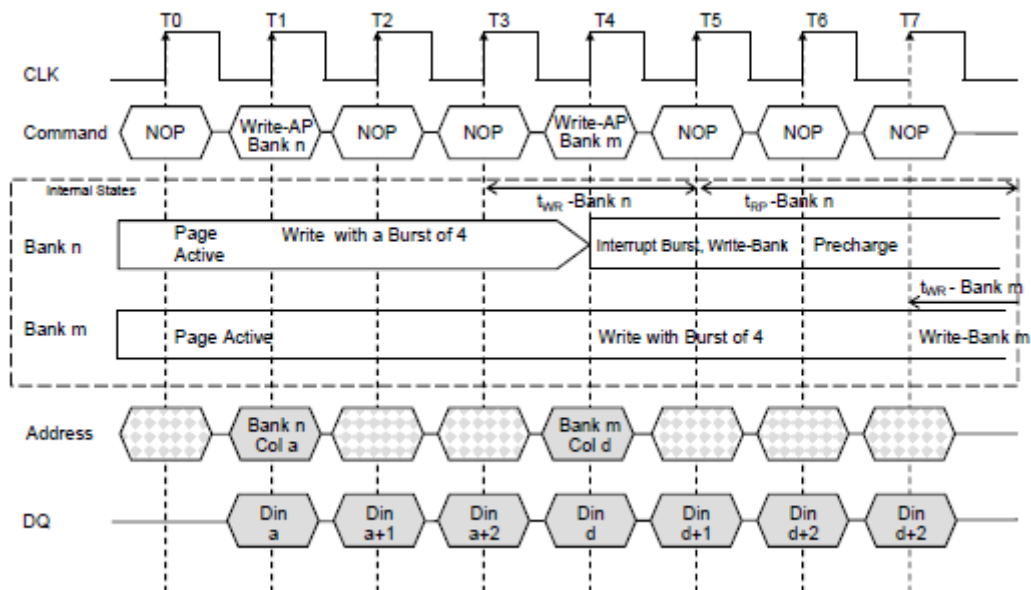 T0 T1 T2 T3 T4 T5 T6 T7
CLK
Command NOP Write-AP Bank n NOP NOP Write-AP Bank m NOP NOP NOP
Internal States
tWR -Bank n tRP -Bank n
Bank n Page Active Write with a Burst of 4 Interrupt Burst, Write-Bank Precharge
tWR - Bank m
Bank m Page Active Write with Burst of 4 Write-Bank m
Address Bank n Col a Bank m Col d
DQ Din a Din a+1 Din a+2 Din d Din d+1 Din d+2 Din d+2